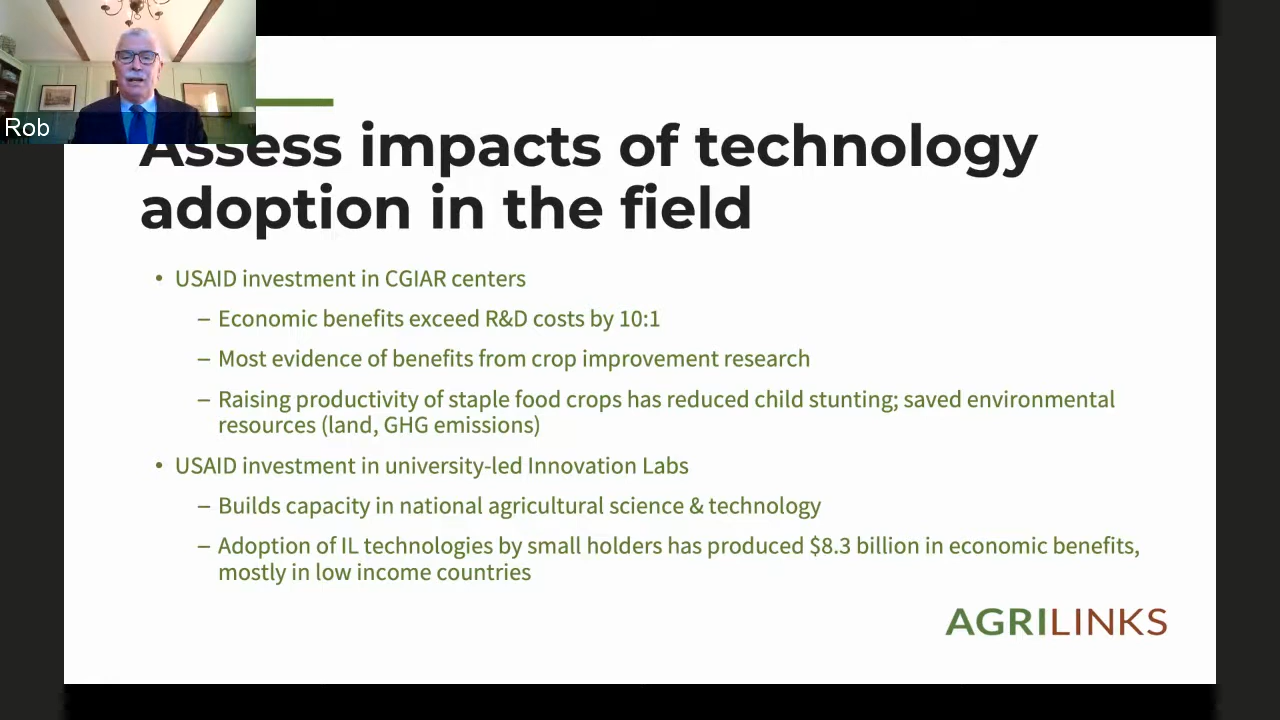 Rob
Assess impacts of technology
adoption in the field
• USAID investment in CGIAR centers
– Economic benefits exceed R&D costs by 10:1
– Most evidence of benefits from crop improvement research
– Raising productivity of staple food crops has reduced child stunting; saved environmental
resources (land, GHG emissions)
• USAID investment in university-led Innovation Labs
– Builds capacity in national agricultural science & technology
– Adoption of IL technologies by small holders has produced $8.3 billion in economic benefits,
mostly in low income countries
AGRILINKS